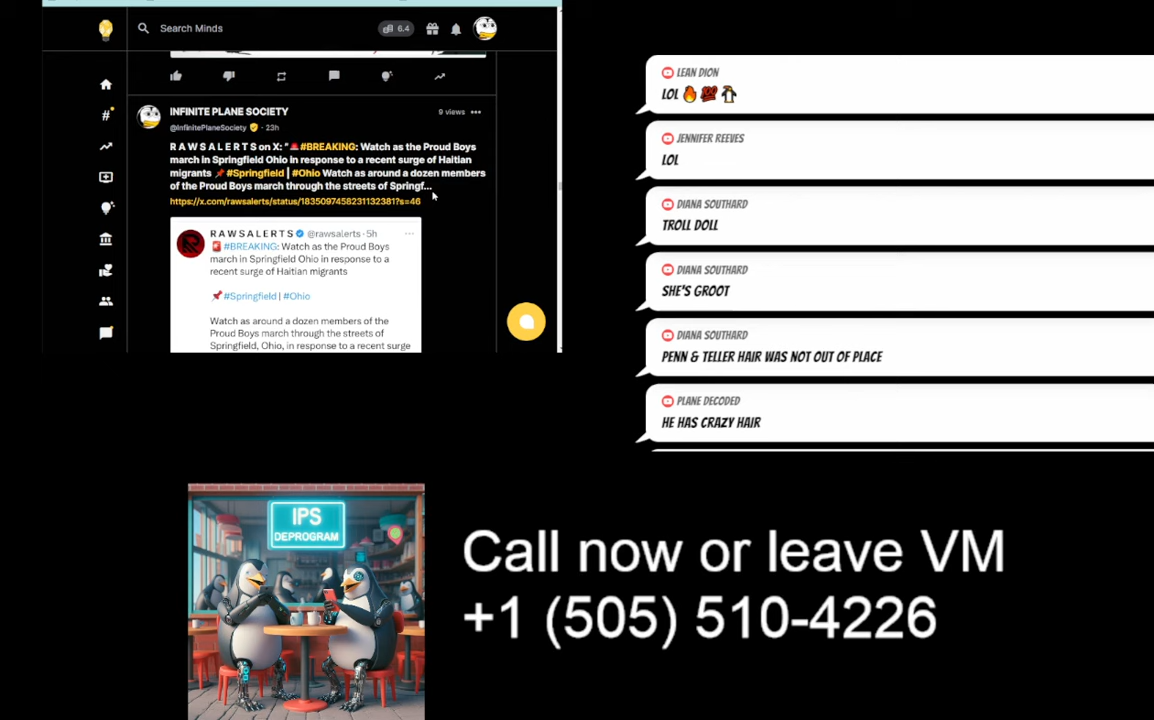 Search Minds
6.4
INFINITE PLANE SOCIETY
9 views
@InfinitePlaneSociety · 23h
R A W S A L E R T S on X: "🚨#BREAKING: Watch as the Proud Boys
march in Springfield Ohio in response to a recent surge of Haitian
migrants 📌 #Springfield | #Ohio Watch as around a dozen members
of the Proud Boys march through the streets of Springf...
https://x.com/rawsalerts/status/1835097458231132381?s=46
R A W S A L E R T S @rawsalerts · 5h
🚨 #BREAKING: Watch as the Proud Boys
march in Springfield Ohio in response to a
recent surge of Haitian migrants
📌 #Springfield | #Ohio
Watch as around a dozen members of the
Proud Boys march through the streets of
Springfield, Ohio, in response to a recent surge
LEAN DION
LOL 🔥💯🐧
JENNIFER REEVES
LOL
DIANA SOUTHARD
TROLL DOLL
DIANA SOUTHARD
SHE'S GROOT
DIANA SOUTHARD
PENN & TELLER HAIR WAS NOT OUT OF PLACE
PLANE DECODED
HE HAS CRAZY HAIR
IPS
DEPROGRAM
Call now or leave VM
+1 (505) 510-4226